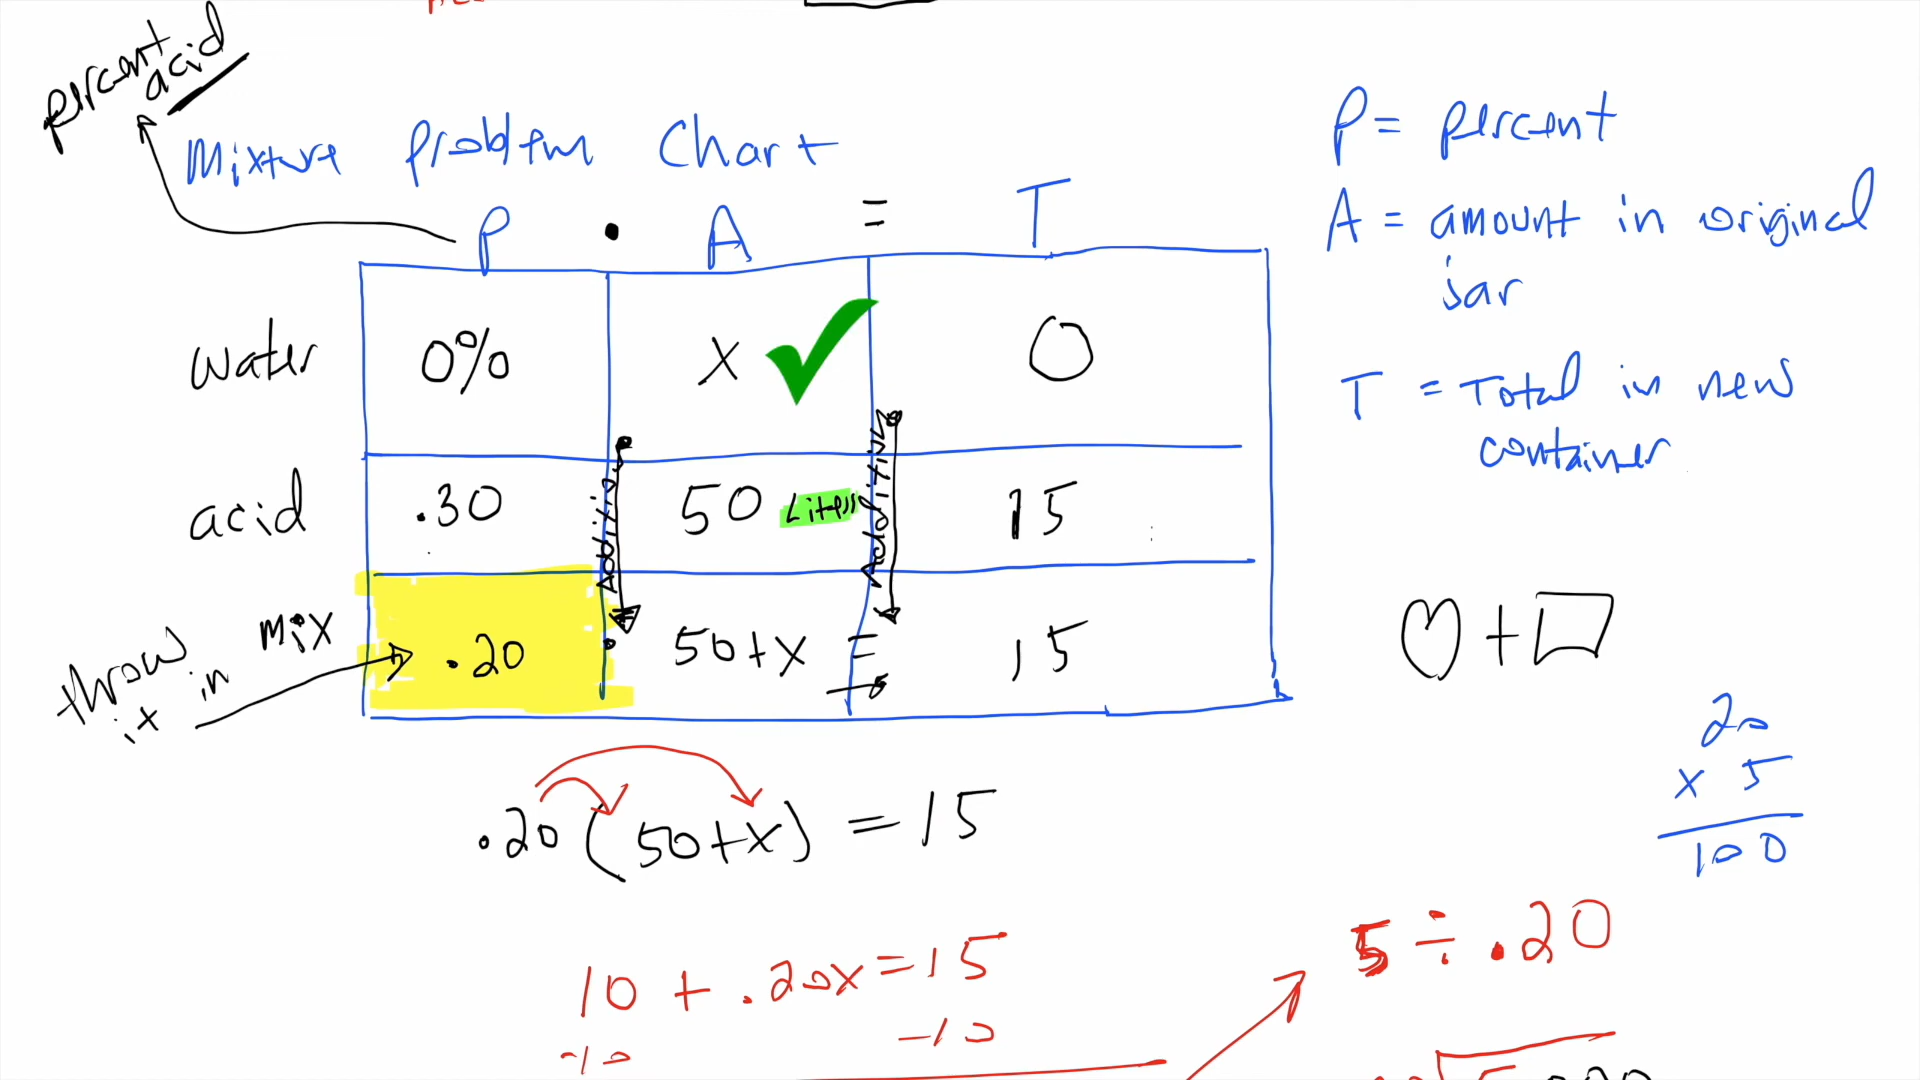 percent
acid
Mixture Problem Chart
P • A = T
water 0% x 0
acid .30 50 Liters 15
Additive
Additive
throw it in
mix .20 • 50+x = 15
.20(50+x) = 15
10 + .20x = 15
-10 -10
P = percent
A = amount in original
jar
T = Total in new
container
+
20
x 5
100
5 ÷ .20